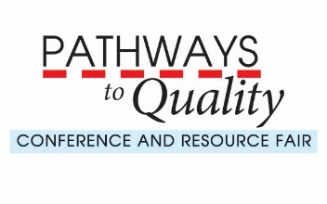 PATHWAYS
to Quality
CONFERENCE AND RESOURCE FAIR